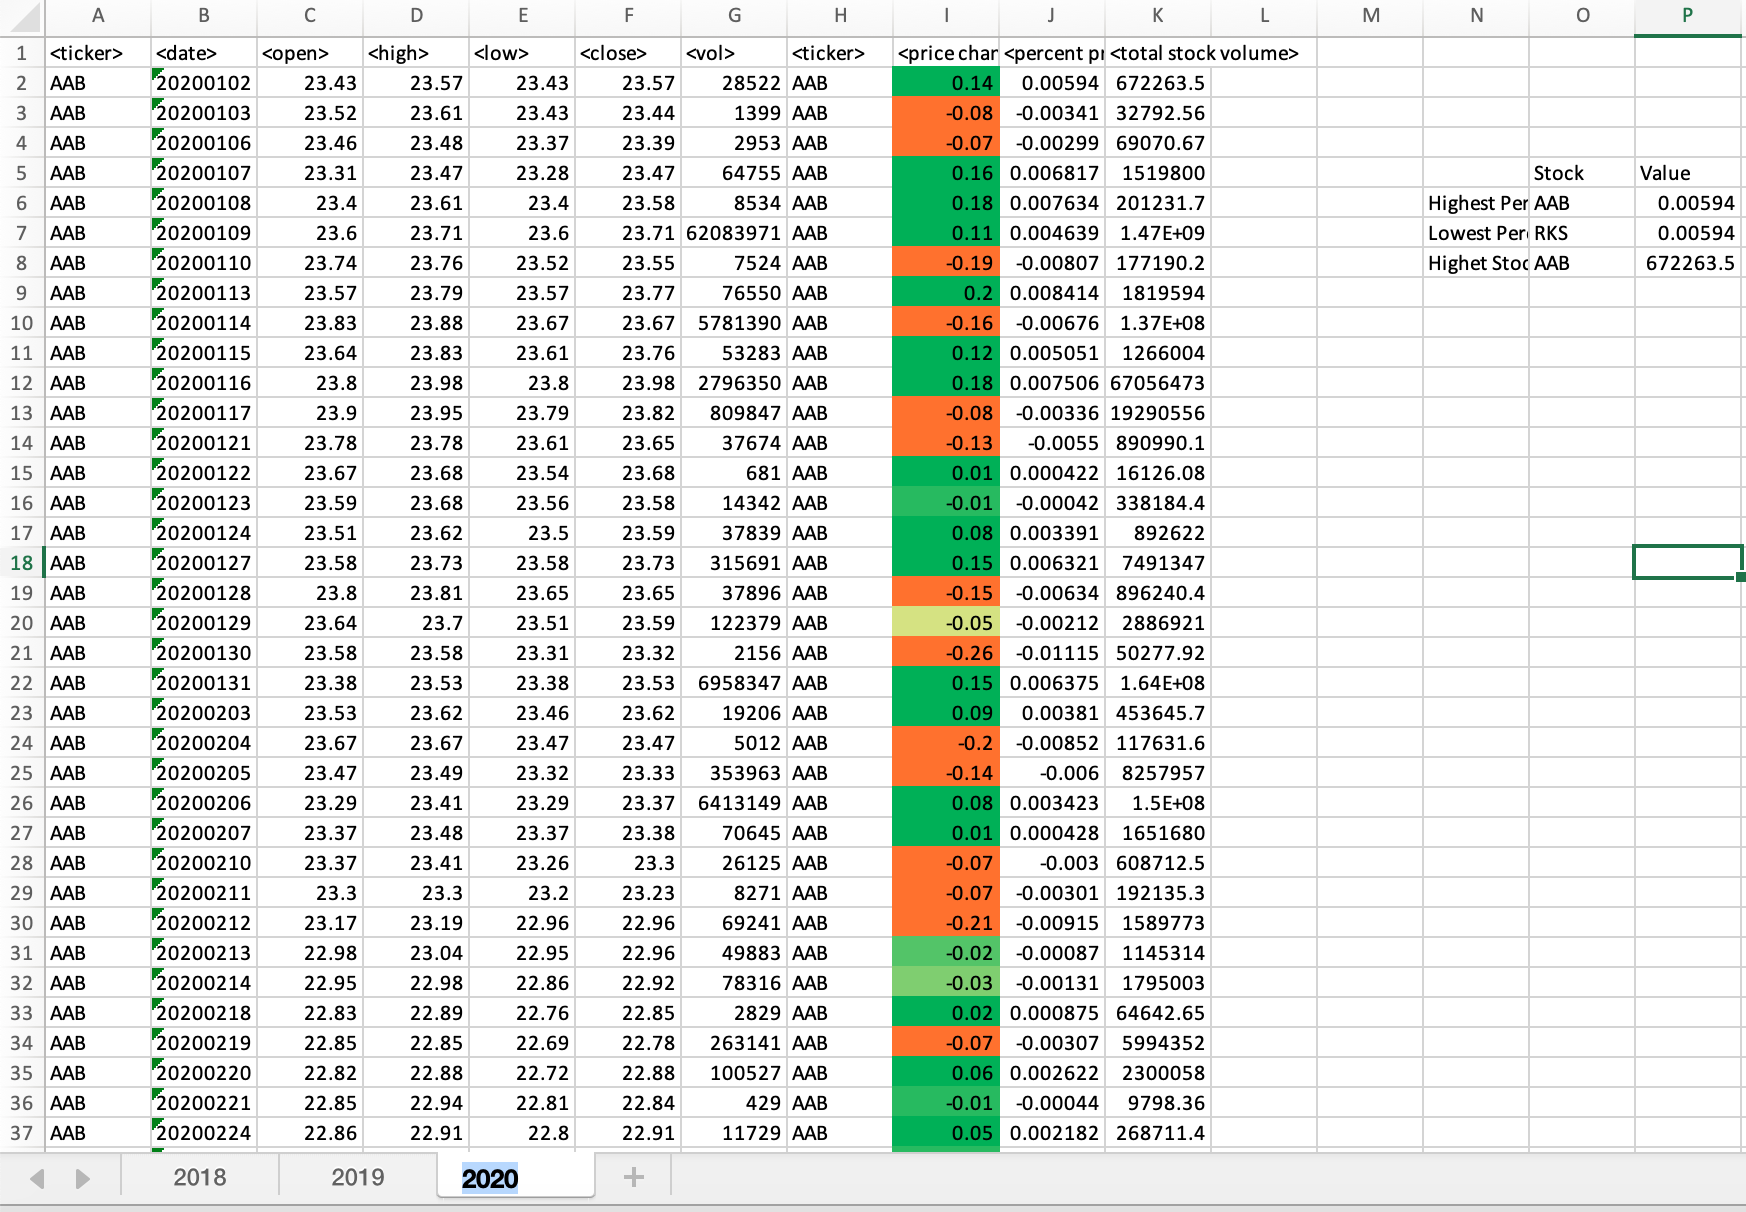 A B C D E F G H I J K L M N O P
1 <ticker> <date> <open> <high> <low> <close> <vol> <ticker> <price char <percent pr <total stock volume>
2 AAB 20200102 23.43 23.57 23.43 23.57 28522 AAB 0.14 0.00594 672263.5
3 AAB 20200103 23.52 23.61 23.43 23.44 1399 AAB -0.08 -0.00341 32792.56
4 AAB 20200106 23.46 23.48 23.37 23.39 2953 AAB -0.07 -0.00299 69070.67
5 AAB 20200107 23.31 23.47 23.28 23.47 64755 AAB 0.16 0.006817 1519800 Stock Value
6 AAB 20200108 23.4 23.61 23.4 23.58 8534 AAB 0.18 0.007634 201231.7 Highest Per AAB 0.00594
7 AAB 20200109 23.6 23.71 23.6 23.71 62083971 AAB 0.11 0.004639 1.47E+09 Lowest Per RKS 0.00594
8 AAB 20200110 23.74 23.76 23.52 23.55 7524 AAB -0.19 -0.00807 177190.2 Highet Stoc AAB 672263.5
9 AAB 20200113 23.57 23.79 23.57 23.77 76550 AAB 0.2 0.008414 1819594
10 AAB 20200114 23.83 23.88 23.67 23.67 5781390 AAB -0.16 -0.00676 1.37E+08
11 AAB 20200115 23.64 23.83 23.61 23.76 53283 AAB 0.12 0.005051 1266004
12 AAB 20200116 23.8 23.98 23.8 23.98 2796350 AAB 0.18 0.007506 67056473
13 AAB 20200117 23.9 23.95 23.79 23.82 809847 AAB -0.08 -0.00336 19290556
14 AAB 20200121 23.78 23.78 23.61 23.65 37674 AAB -0.13 -0.0055 890990.1
15 AAB 20200122 23.67 23.68 23.54 23.68 681 AAB 0.01 0.000422 16126.08
16 AAB 20200123 23.59 23.68 23.56 23.58 14342 AAB -0.01 -0.00042 338184.4
17 AAB 20200124 23.51 23.62 23.5 23.59 37839 AAB 0.08 0.003391 892622
18 AAB 20200127 23.58 23.73 23.58 23.73 315691 AAB 0.15 0.006321 7491347
19 AAB 20200128 23.8 23.81 23.65 23.65 37896 AAB -0.15 -0.00634 896240.4
20 AAB 20200129 23.64 23.7 23.51 23.59 122379 AAB -0.05 -0.00212 2886921
21 AAB 20200130 23.58 23.58 23.31 23.32 2156 AAB -0.26 -0.01115 50277.92
22 AAB 20200131 23.38 23.53 23.38 23.53 6958347 AAB 0.15 0.006375 1.64E+08
23 AAB 20200203 23.53 23.62 23.46 23.62 19206 AAB 0.09 0.00381 453645.7
24 AAB 20200204 23.67 23.67 23.47 23.47 5012 AAB -0.2 -0.00852 117631.6
25 AAB 20200205 23.47 23.49 23.32 23.33 353963 AAB -0.14 -0.006 8257957
26 AAB 20200206 23.29 23.41 23.29 23.37 6413149 AAB 0.08 0.003423 1.5E+08
27 AAB 20200207 23.37 23.48 23.37 23.38 70645 AAB 0.01 0.000428 1651680
28 AAB 20200210 23.37 23.41 23.26 23.3 26125 AAB -0.07 -0.003 608712.5
29 AAB 20200211 23.3 23.3 23.2 23.23 8271 AAB -0.07 -0.00301 192135.3
30 AAB 20200212 23.17 23.19 22.96 22.96 69241 AAB -0.21 -0.00915 1589773
31 AAB 20200213 22.98 23.04 22.95 22.96 49883 AAB -0.02 -0.00087 1145314
32 AAB 20200214 22.95 22.98 22.86 22.92 78316 AAB -0.03 -0.00131 1795003
33 AAB 20200218 22.83 22.89 22.76 22.85 2829 AAB 0.02 0.000875 64642.65
34 AAB 20200219 22.85 22.85 22.69 22.78 263141 AAB -0.07 -0.00307 5994352
35 AAB 20200220 22.82 22.88 22.72 22.88 100527 AAB 0.06 0.002622 2300058
36 AAB 20200221 22.85 22.94 22.81 22.84 429 AAB -0.01 -0.00044 9798.36
37 AAB 20200224 22.86 22.91 22.8 22.91 11729 AAB 0.05 0.002182 268711.4
2018 2019 2020 +